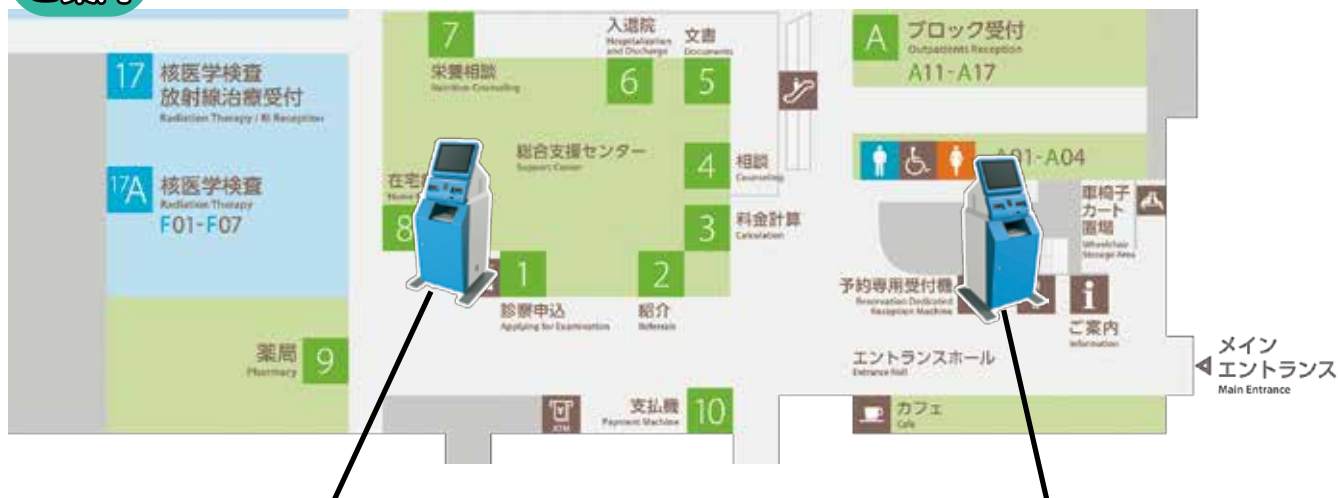 ご案内
7
入退院
Hospitalization
and Discharge
文書
Documents
A
ブロック受付
Outpatients Reception
A11-A17
17
核医学検査
放射線治療受付
Radiation Therapy / RI Reception
栄養相談
Nutrition Counseling
6
5
総合支援センター
Support Center
4
相談
Counseling
A01-A04
17A
核医学検査
Radiation Therapy
F01-F07
在宅
8
3
料金計算
Calculation
車椅子
カート
置場
Wheelchair
Storage Area
1
2
診察申込
Applying for Examination
紹介
Referrals
予約専用受付機
Reservation Dedicated
Reception Machine
i
ご案内
Information
薬局
Pharmacy
9
エントランスホール
Entrance Hall
メイン
エントランス
Main Entrance
ATM
支払機
Payment Machine
10
カフェ
Cafe